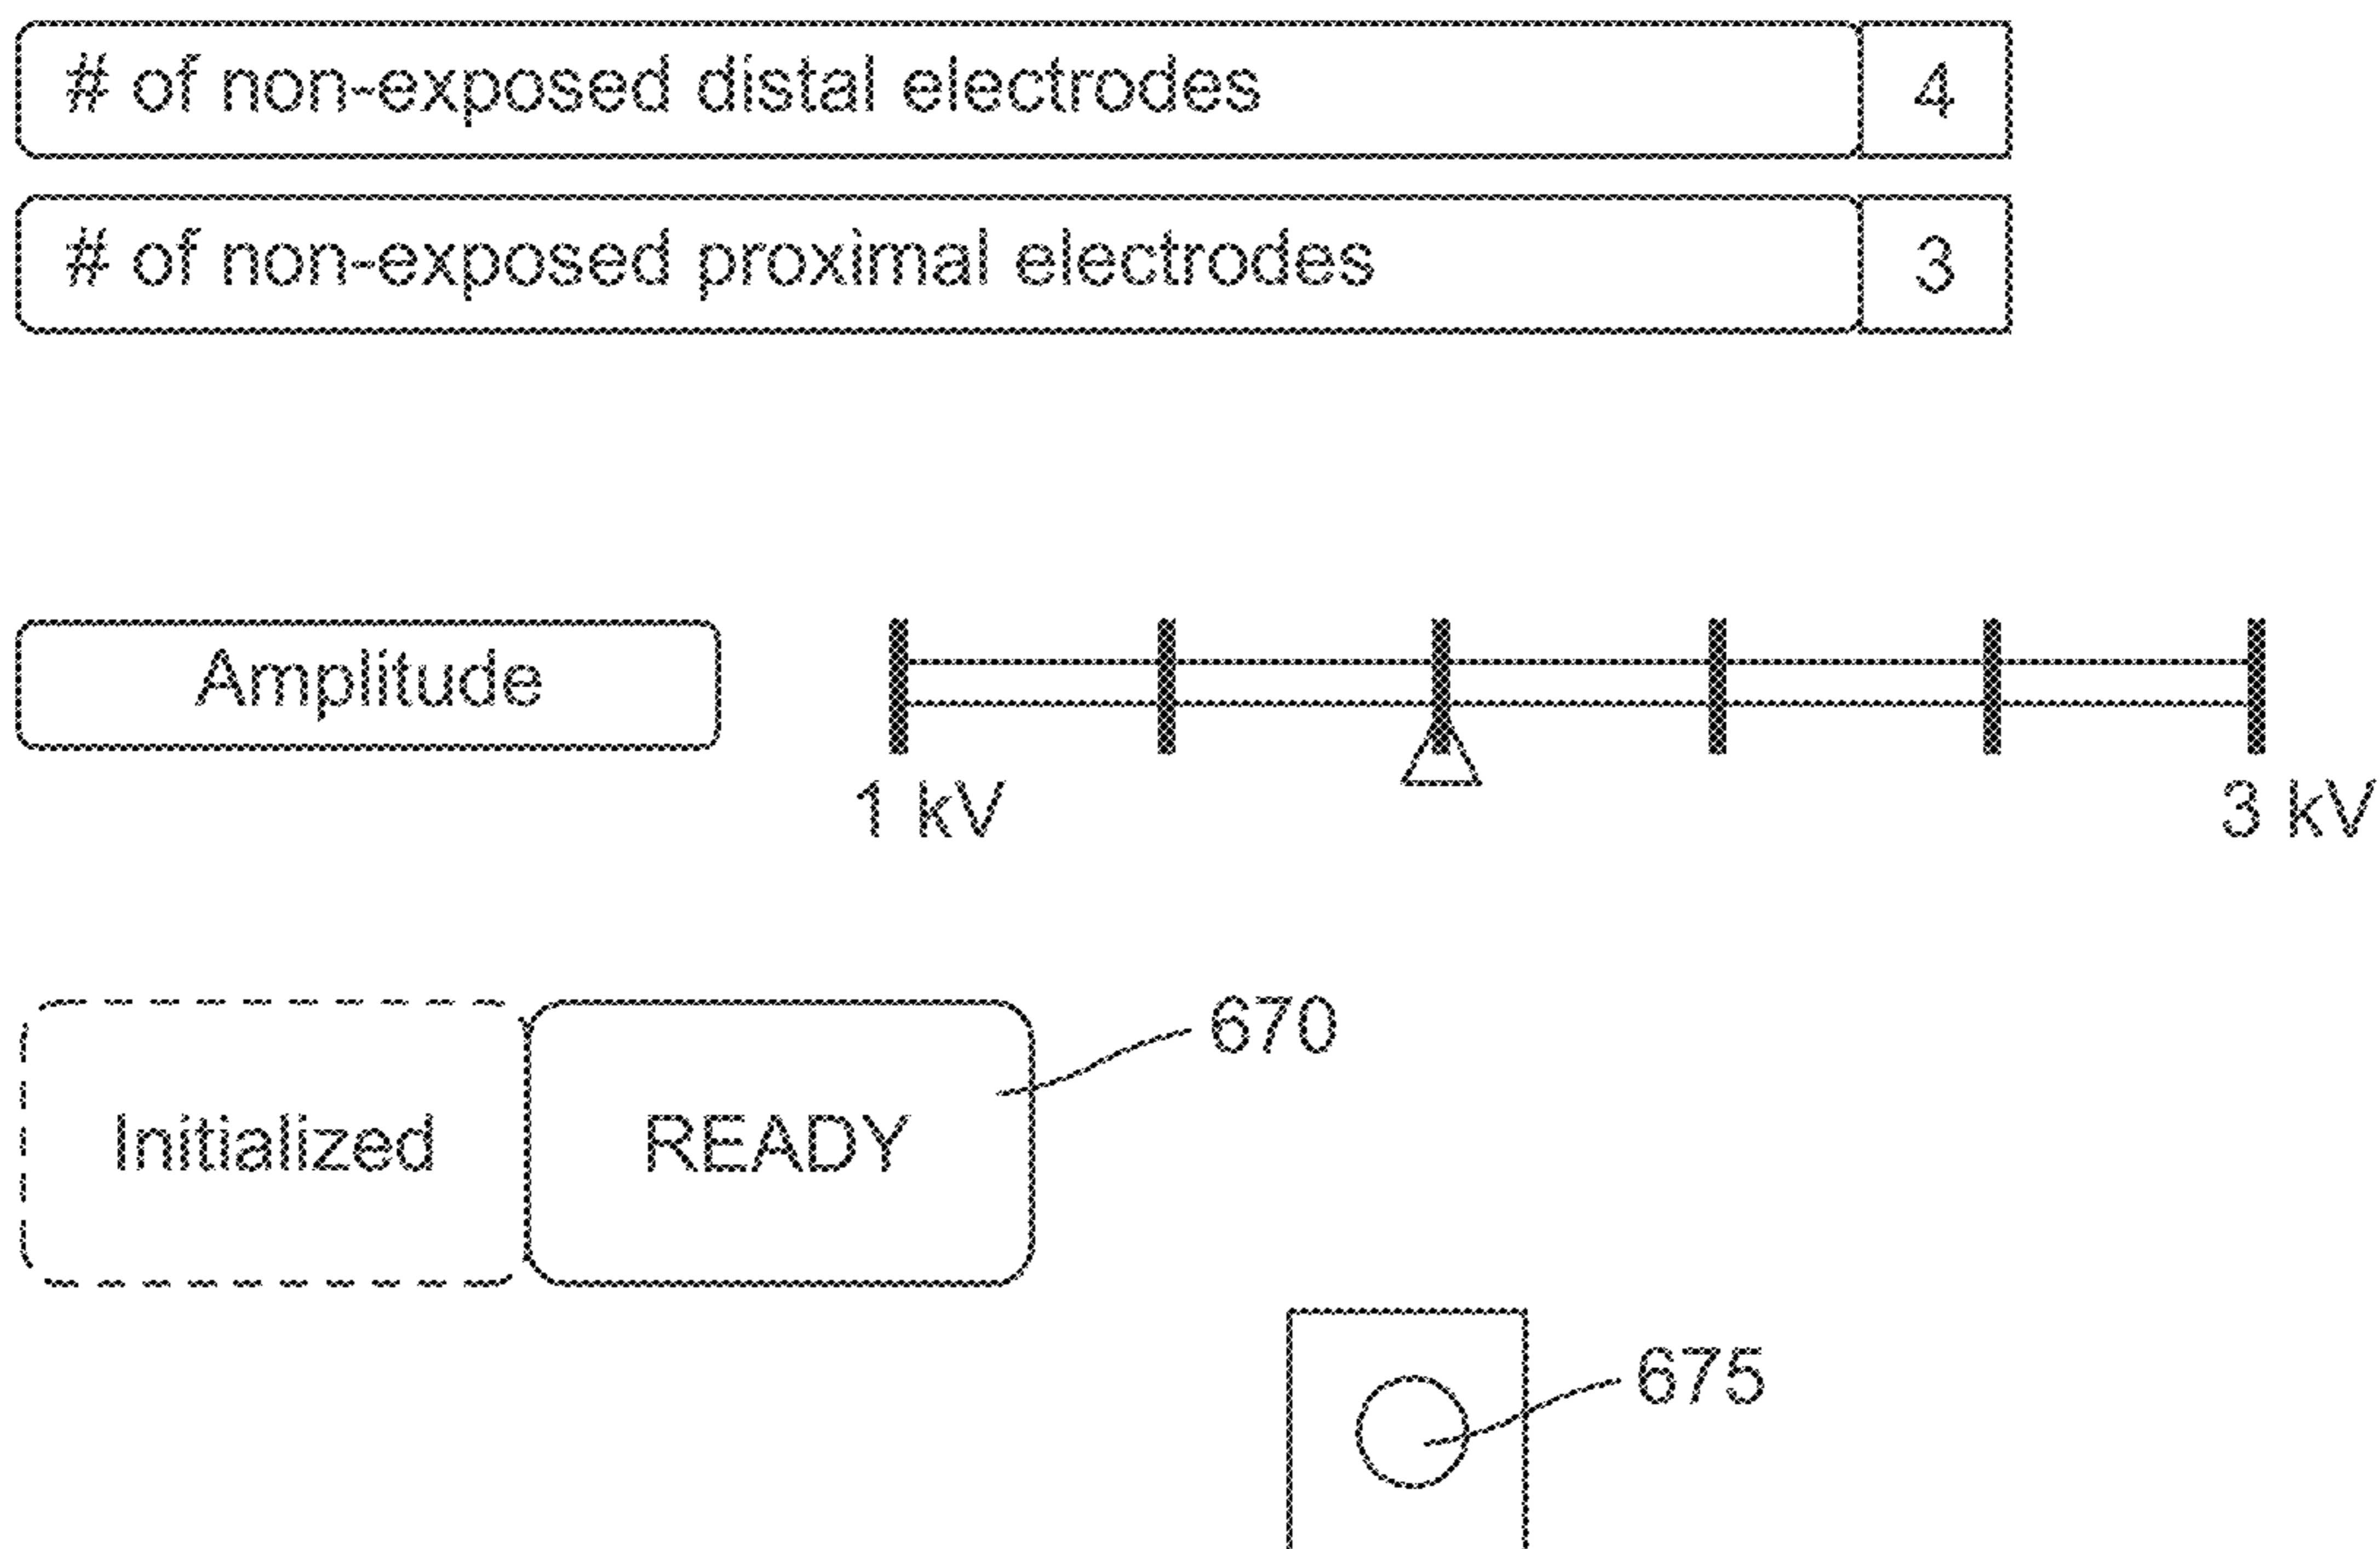 # of non-exposed distal electrodes 4
# of non-exposed proximal electrodes 3
Amplitude
1 kV 3 kV
670
Initialized READY
675